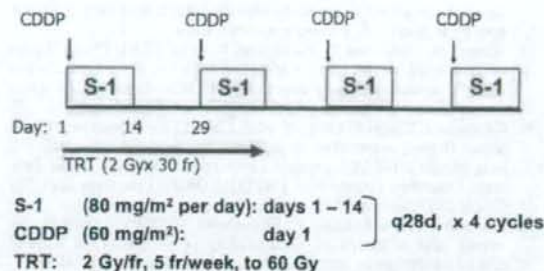 CDDP CDDP CDDP CDDP
S-1 S-1 S-1 S-1
Day: 1 14 29
TRT (2 Gyx 30 fr)
S-1 (80 mg/m² per day): days 1 – 14
q28d, x 4 cycles
CDDP (60 mg/m²): day 1
TRT: 2 Gy/fr, 5 fr/week, to 60 Gy